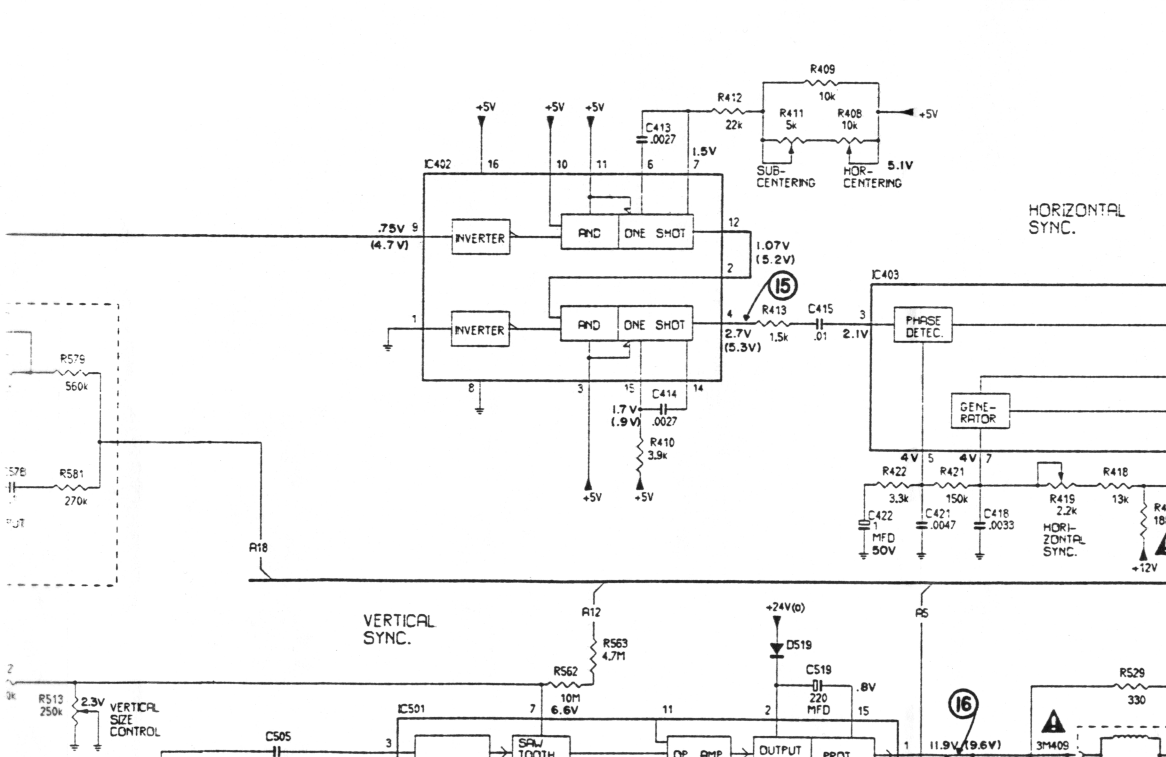 R409
10k
R412
22k
R411
5k
R408
10k
+5V
+5V
+5V
+5V
C413
.0027
1.5V
5.1V
SUB-
CENTERING
HOR-
CENTERING
IC402
16
10
11
6
7
HORIZONTAL
SYNC.
.75V
9
(4.7V)
INVERTER
AND
ONE SHOT
12
1.07V
(5.2V)
2
15
IC403
1
INVERTER
AND
ONE SHOT
4
2.7V
(5.3V)
R413
1.5k
C415
.01
3
2.1V
PHASE
DETEC.
8
3
15
14
C414
.0027
1.7V
(.9V)
R410
3.9k
+5V
+5V
GENE-
RATOR
4V
5
4V
7
R579
560k
R581
270k
R422
3.3k
R421
150k
R419
2.2k
R418
13k
C422
1
MFD
50V
C421
.0047
C418
.0033
HORI-
ZONTAL
SYNC.
+12V
A18
A12
A5
VERTICAL
SYNC.
R563
4.7M
+24V(D)
D519
R562
10M
C519
220
MFD
.8V
R529
330
R513
250k
2.3V
VERTICAL
SIZE
CONTROL
IC501
7
6.6V
11
2
15
16
C505
3
SAW
TOOTH
OP AMP
OUTPUT
PROT
1
11.9V
(9.6V)
3M409